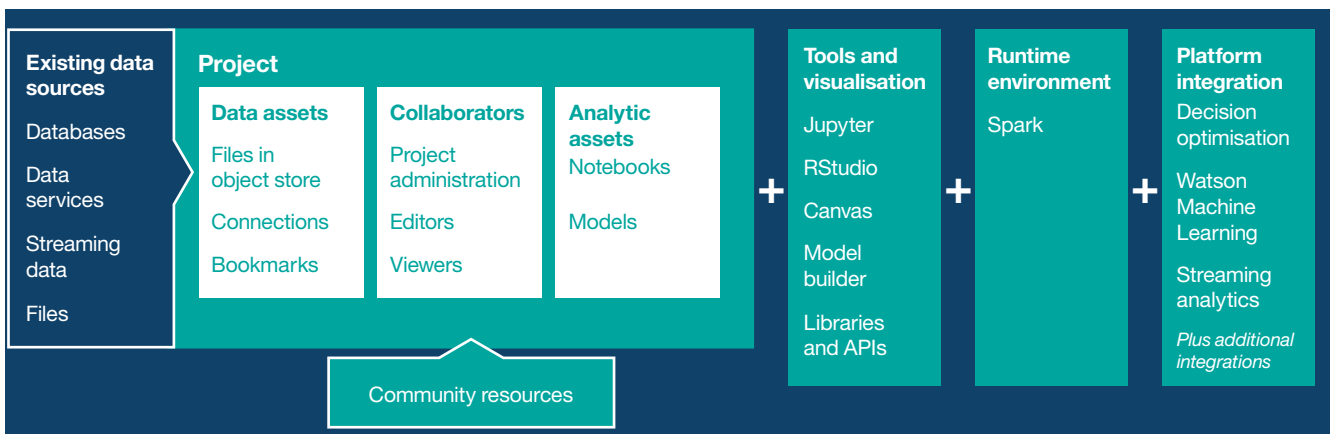 Existing data
sources
Databases
Data
services
Streaming
data
Files
Project
Data assets
Files in
object store
Connections
Bookmarks
Collaborators
Project
administration
Editors
Viewers
Analytic
assets
Notebooks
Models
Community resources
+
Tools and
visualisation
Jupyter
RStudio
Canvas
Model
builder
Libraries
and APIs
+
Runtime
environment
Spark
+
Platform
integration
Decision
optimisation
Watson
Machine
Learning
Streaming
analytics
Plus additional
integrations